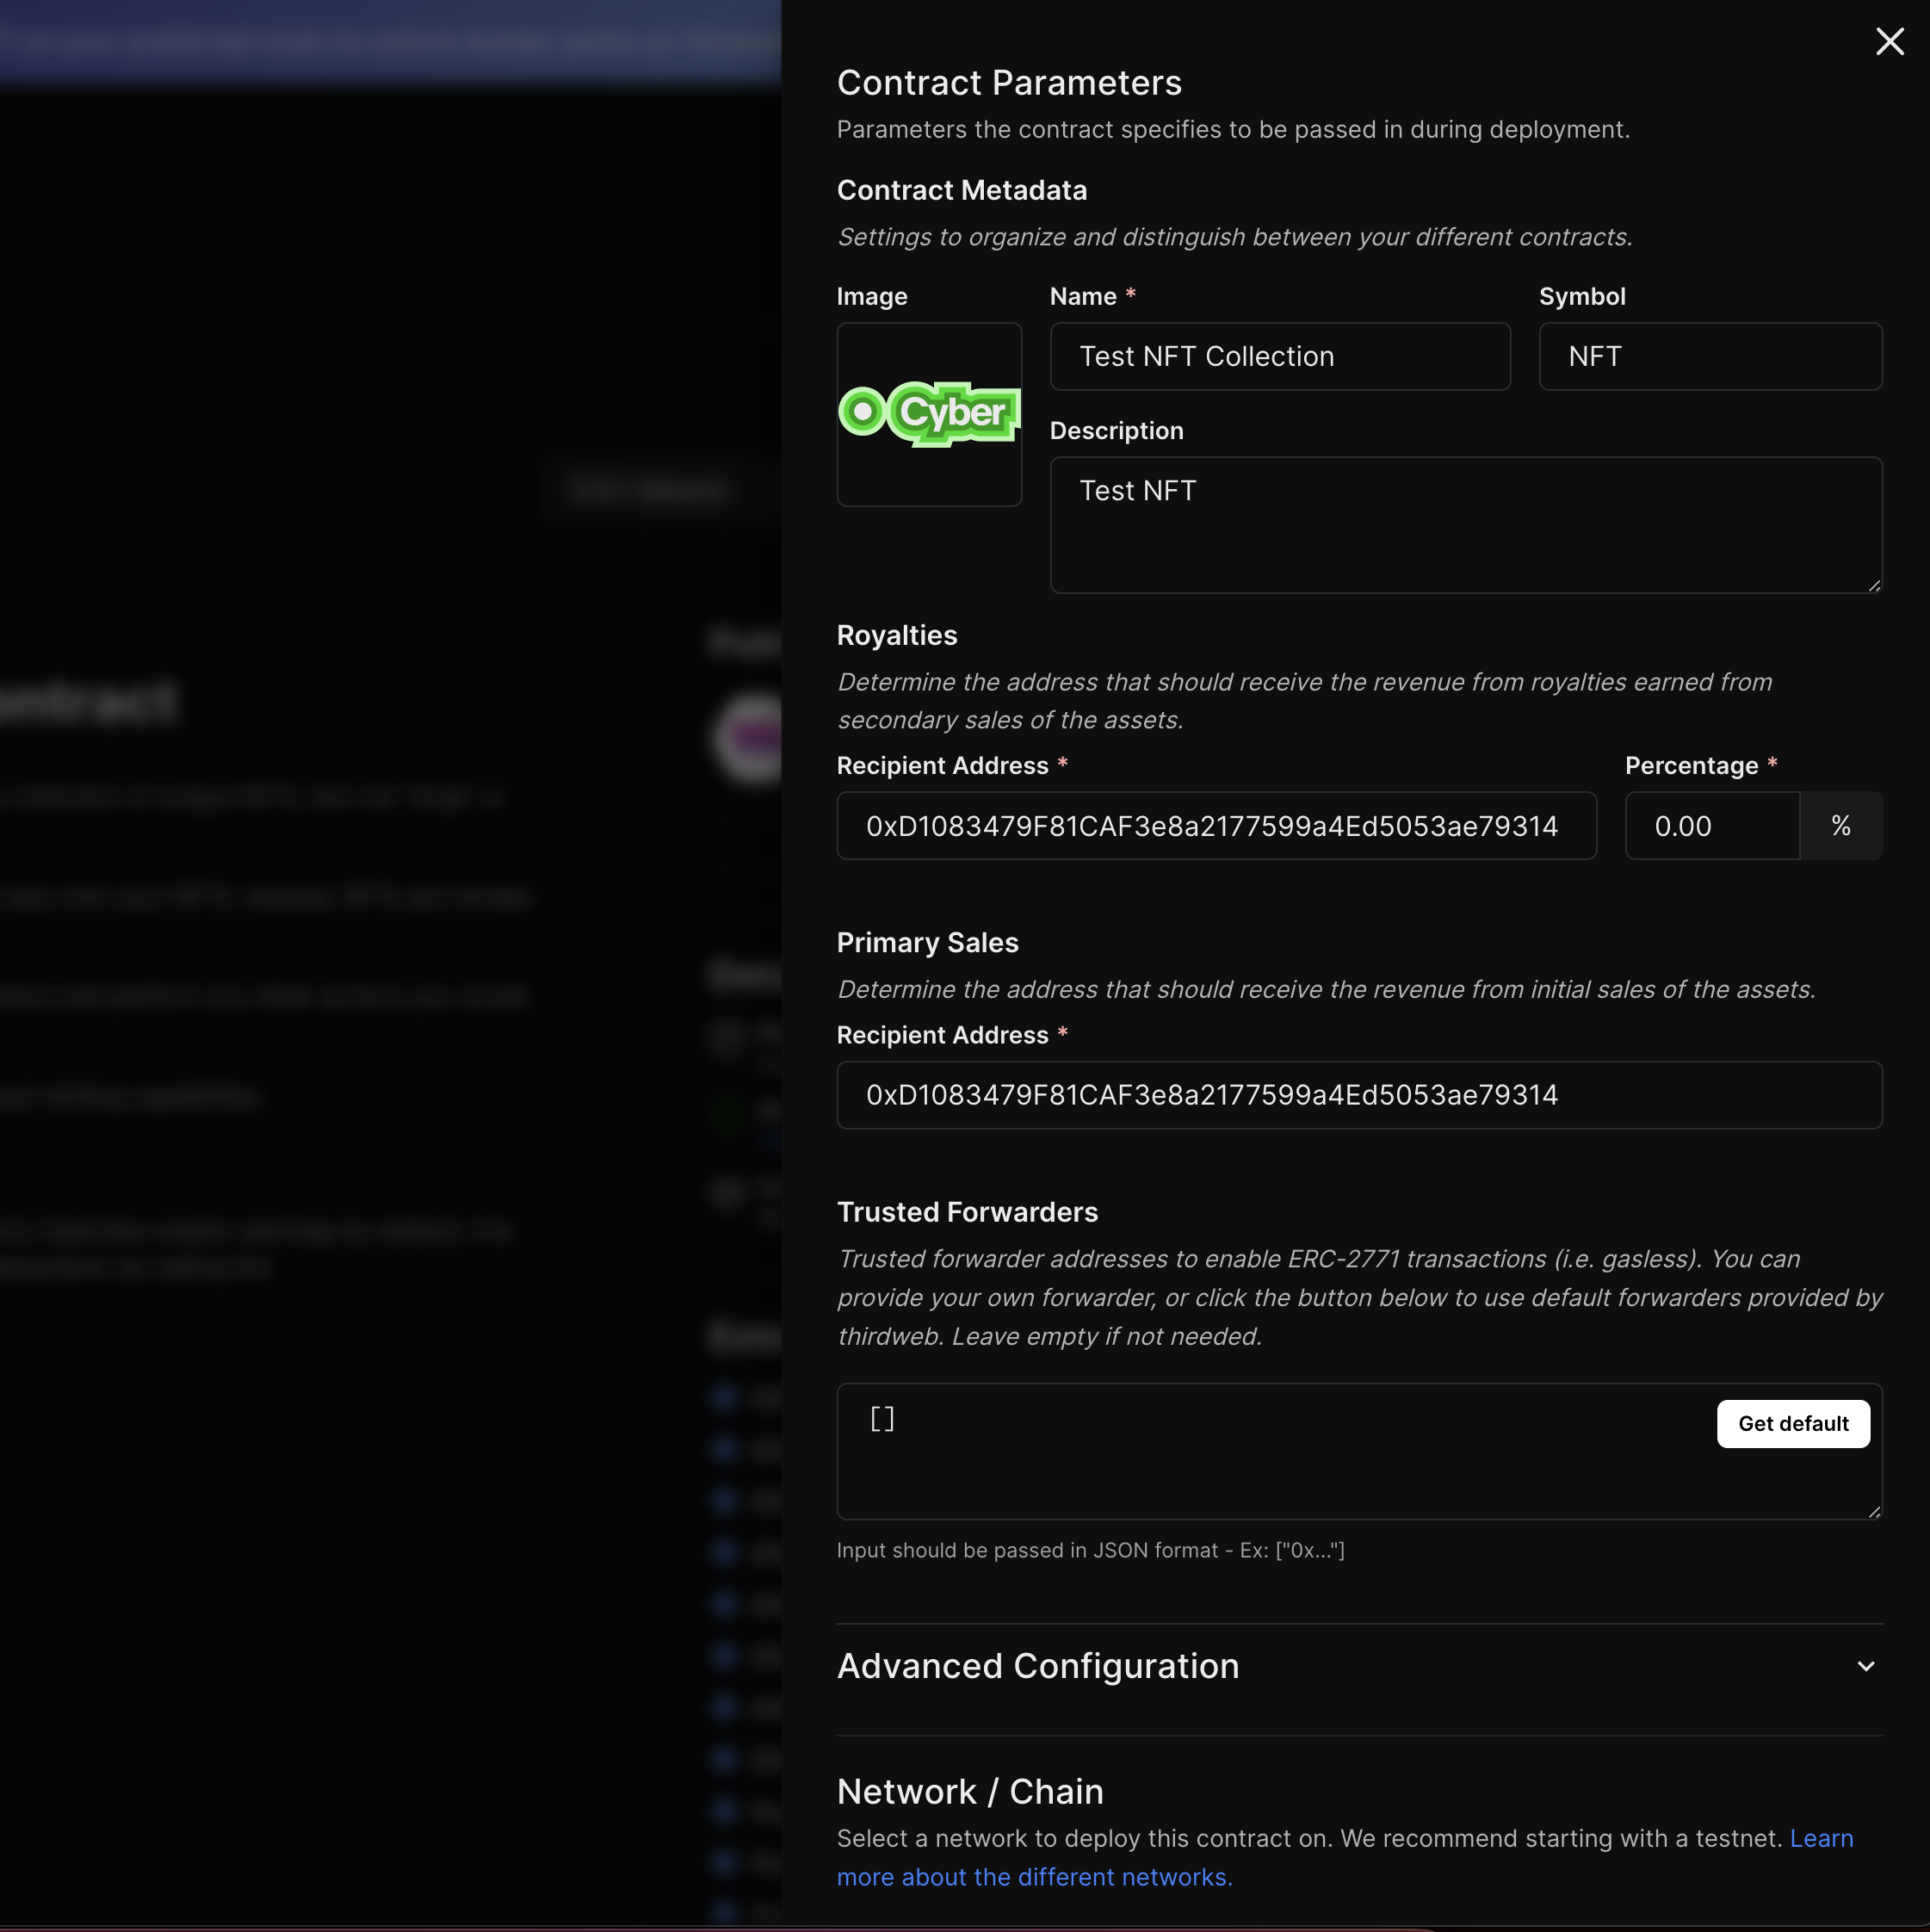 Contract Parameters
Parameters the contract specifies to be passed in during deployment.
Contract Metadata
Settings to organize and distinguish between your different contracts.
Image
Name *
Symbol
Cyber
Test NFT Collection
NFT
Description
Test NFT
Royalties
Determine the address that should receive the revenue from royalties earned from
secondary sales of the assets.
Recipient Address *
Percentage *
0xD1083479F81CAF3e8a2177599a4Ed5053ae79314
0.00
%
Primary Sales
Determine the address that should receive the revenue from initial sales of the assets.
Recipient Address *
0xD1083479F81CAF3e8a2177599a4Ed5053ae79314
Trusted Forwarders
Trusted forwarder addresses to enable ERC-2771 transactions (i.e. gasless). You can
provide your own forwarder, or click the button below to use default forwarders provided by
thirdweb. Leave empty if not needed.
[]
Get default
Input should be passed in JSON format - Ex: ["0x..."]
Advanced Configuration
Network / Chain
Select a network to deploy this contract on. We recommend starting with a testnet. Learn
more about the different networks.
ontract